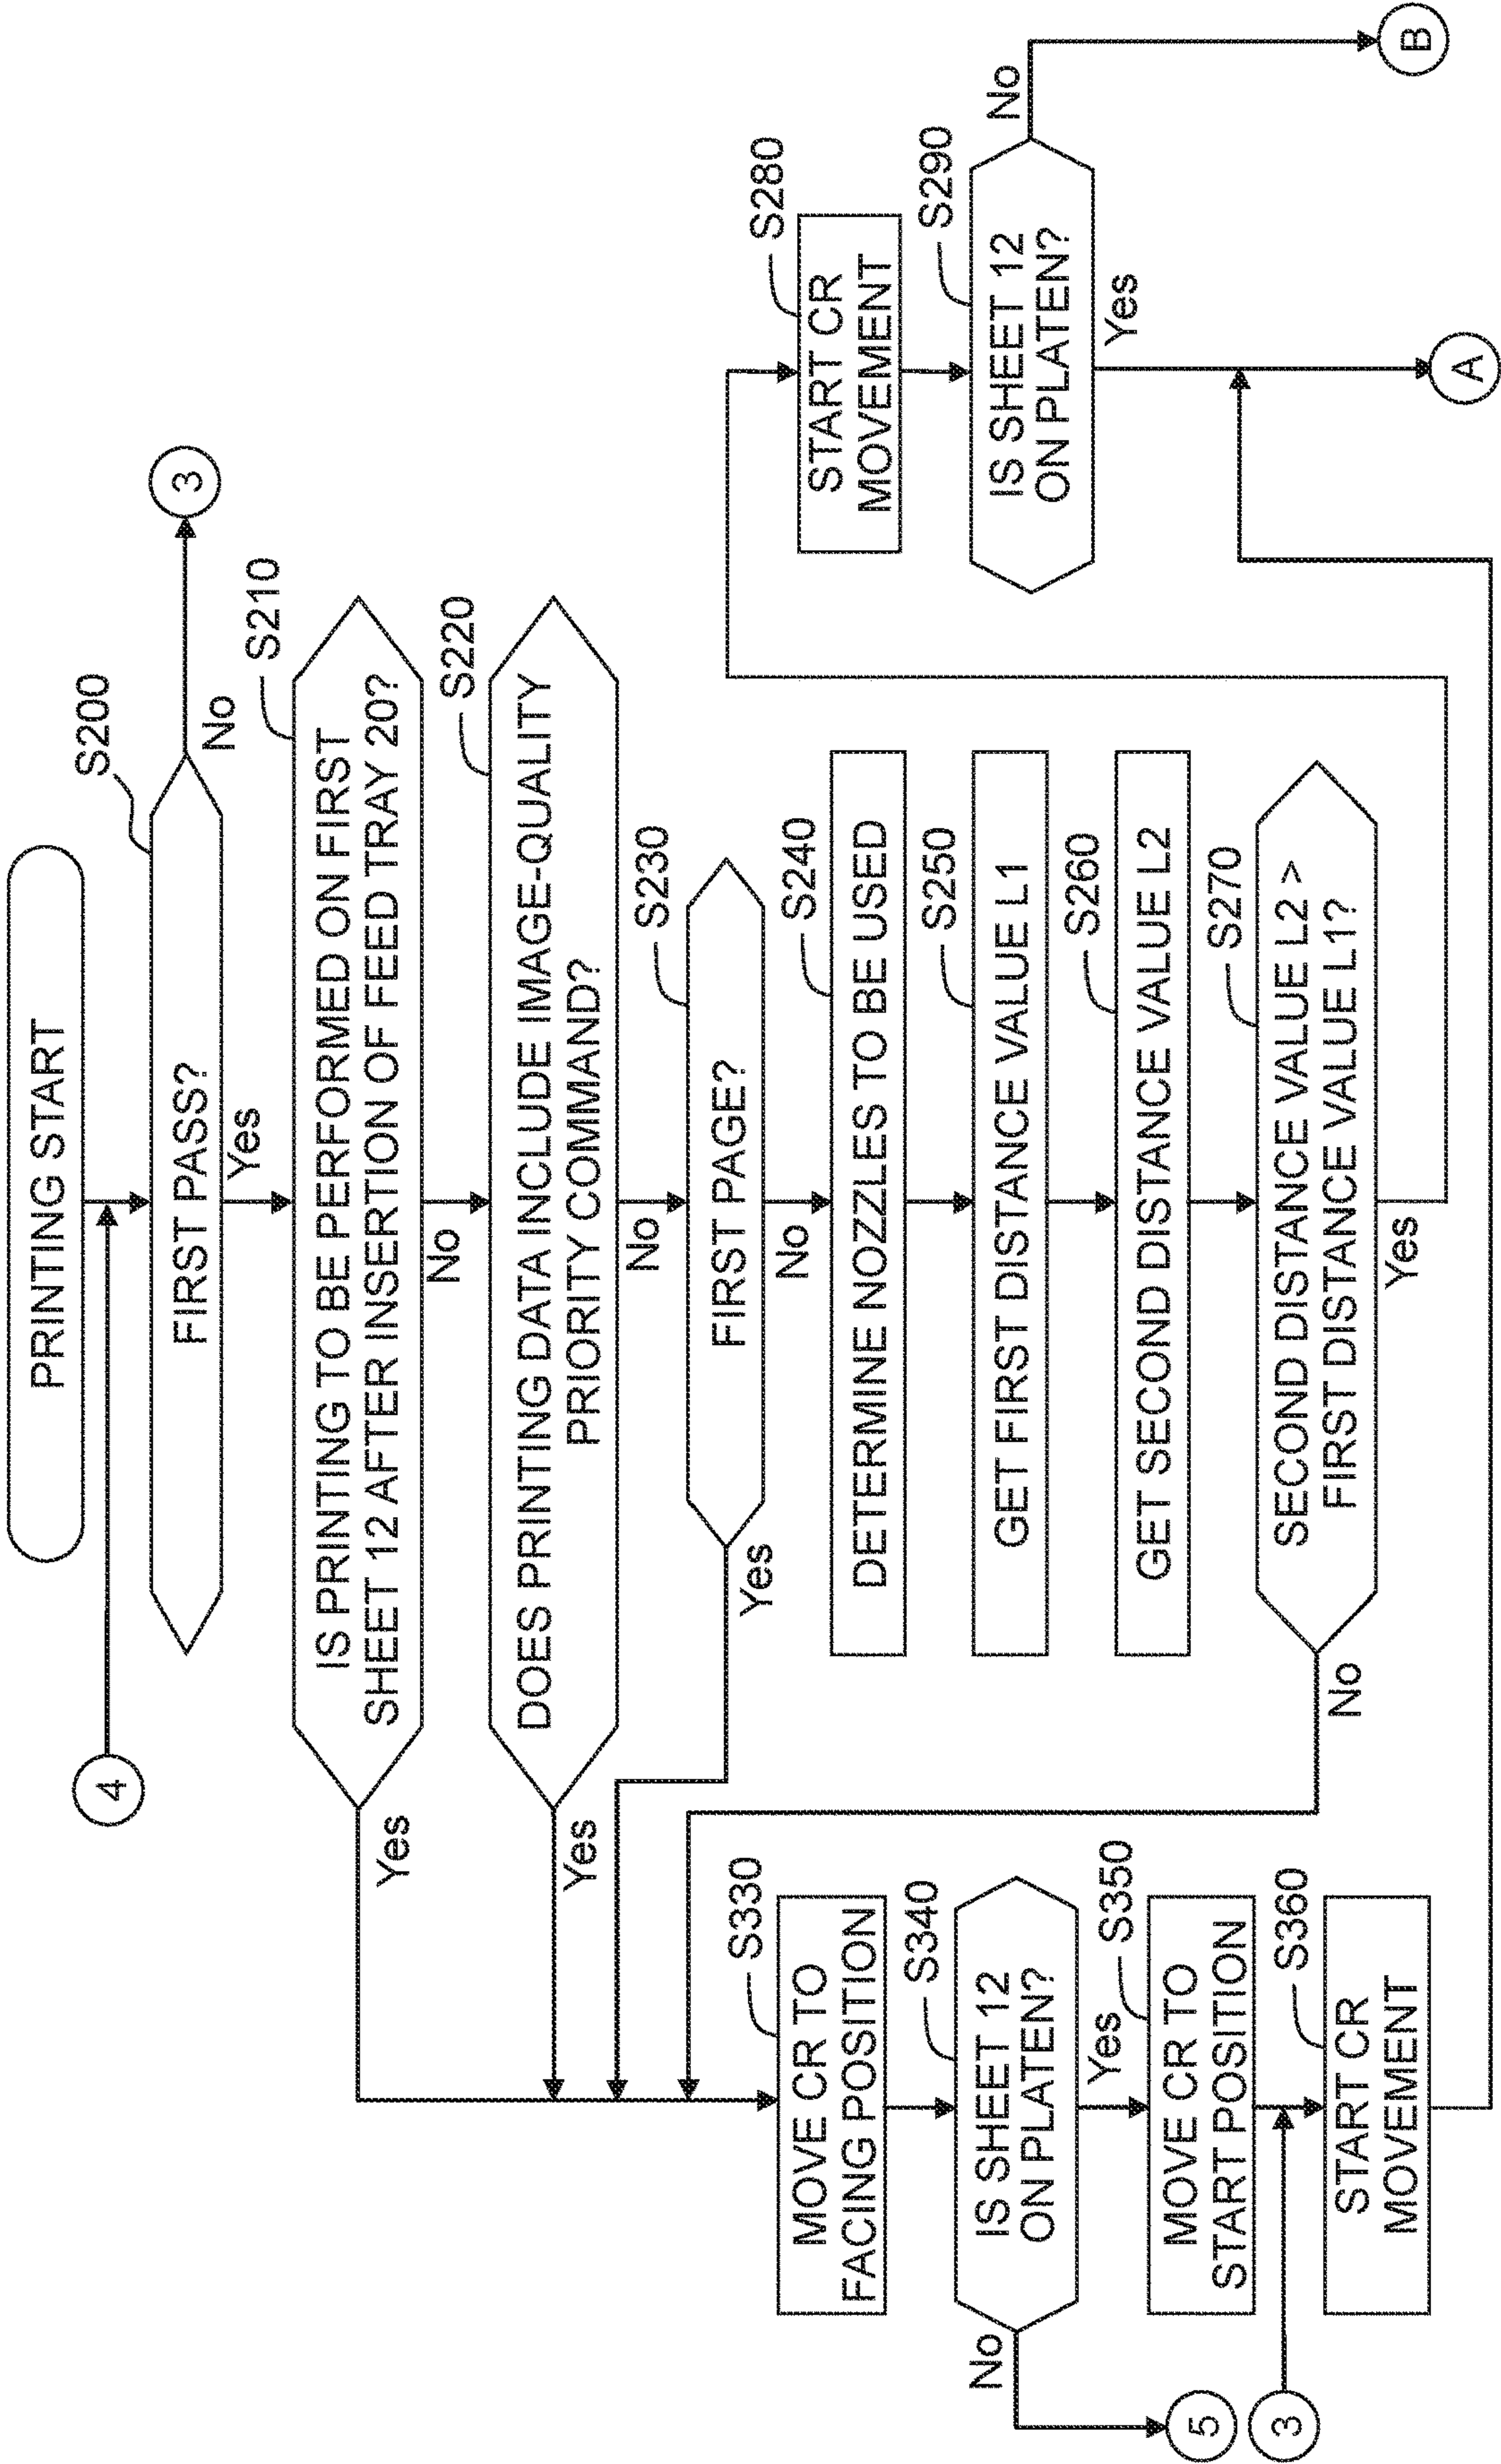 PRINTING START
4
S200
FIRST PASS?
No
3
Yes
S210
IS PRINTING TO BE PERFORMED ON FIRST
SHEET 12 AFTER INSERTION OF FEED TRAY 20?
Yes
No
S220
DOES PRINTING DATA INCLUDE IMAGE-QUALITY
PRIORITY COMMAND?
Yes
No
S230
FIRST PAGE?
Yes
No
S240
DETERMINE NOZZLES TO BE USED
S250
GET FIRST DISTANCE VALUE L1
S260
GET SECOND DISTANCE VALUE L2
S270
SECOND DISTANCE VALUE L2 >
FIRST DISTANCE VALUE L1?
No
Yes
S280
START CR
MOVEMENT
S290
IS SHEET 12
ON PLATEN?
No
Yes
B
A
S330
MOVE CR TO
FACING POSITION
S340
IS SHEET 12
ON PLATEN?
No
Yes
5
S350
MOVE CR TO
START POSITION
3
S360
START CR
MOVEMENT